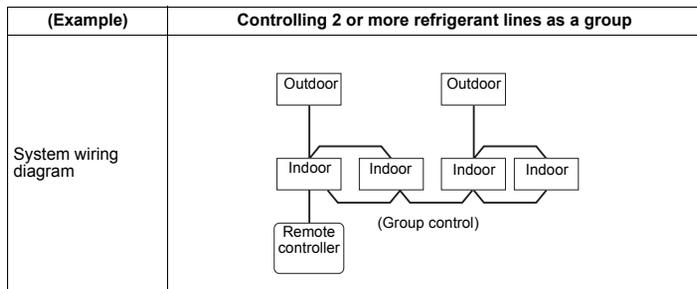 (Example) Controlling 2 or more refrigerant lines as a group
Outdoor Outdoor
System wiring
diagram
Indoor Indoor Indoor Indoor
(Group control)
Remote
controller